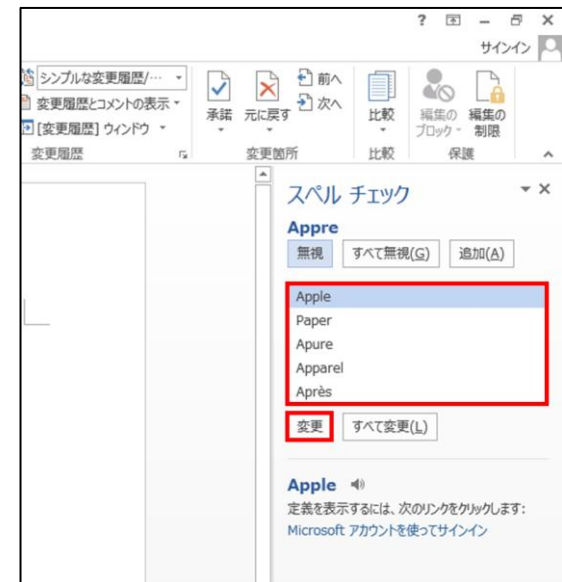 ?
サインイン
シンプルな変更履歴/…
変更履歴とコメントの表示
[変更履歴] ウィンドウ
変更履歴
承諾
元に戻す
前へ
次へ
変更箇所
比較
比較
編集の
ブロック
編集の
制限
保護
スペル チェック
Appre
無視 すべて無視(G) 追加(A)
Apple
Paper
Apure
Apparel
Après
変更 すべて変更(L)
Apple
定義を表示するには、次のリンクをクリックします:
Microsoft アカウントを使ってサインイン